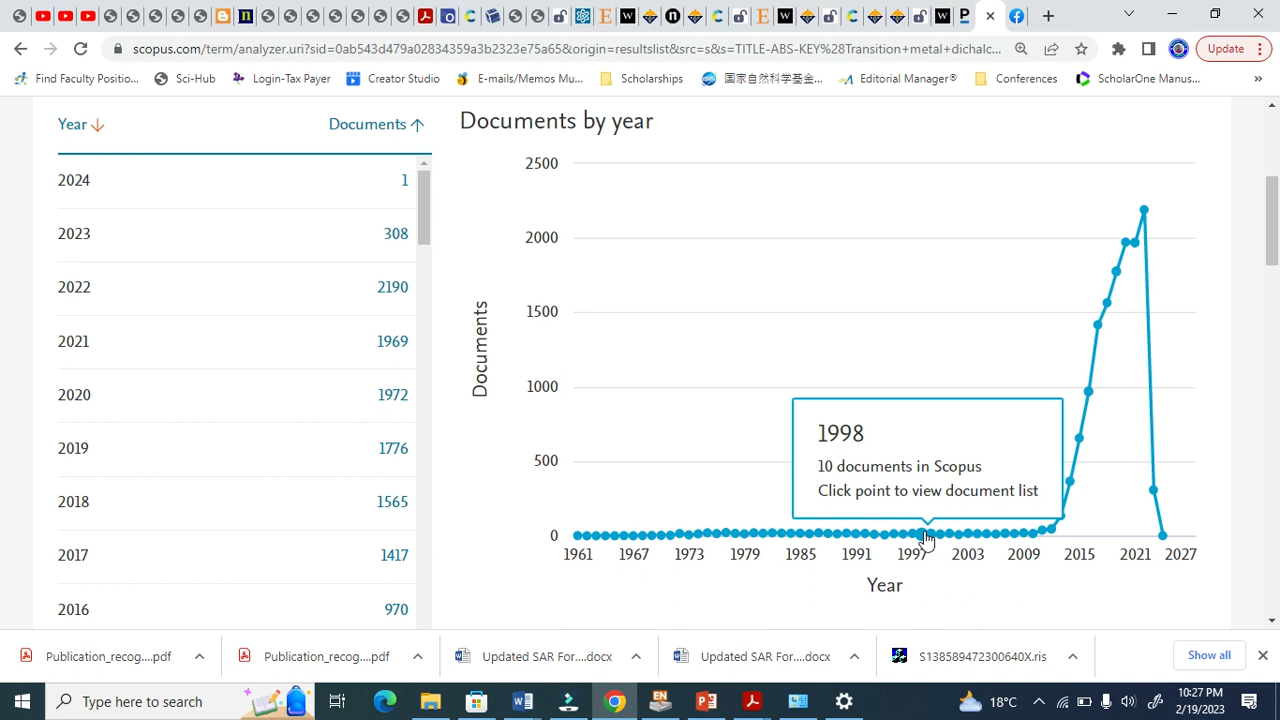 scopus.com/term/analyzer.uri?sid=0ab543d479a02834359a3b2323e75a65&origin=resultslist&src=s&s=TITLE-ABS-KEY%28Transition+metal+dichalc...
Update
Find Faculty Positio...
Sci-Hub
Login-Tax Payer
Creator Studio
E-mails/Memos Mu...
Scholarships
国家自然科学基金...
Editorial Manager®
Conferences
ScholarOne Manus...
»
Year
Documents
2024 1
2023 308
2022 2190
2021 1969
2020 1972
2019 1776
2018 1565
2017 1417
2016 970
Documents by year
2500
2000
1500
1000
500
0
Documents
1998
10 documents in Scopus
Click point to view document list
1961 1967 1973 1979 1985 1991 1997 2003 2009 2015 2021 2027
Year
Publication_recog....pdf
Publication_recog....pdf
Updated SAR For....docx
Updated SAR For....docx
S138589472300640X.ris
Show all
Type here to search
EN
18°C
10:27 PM
2/19/2023